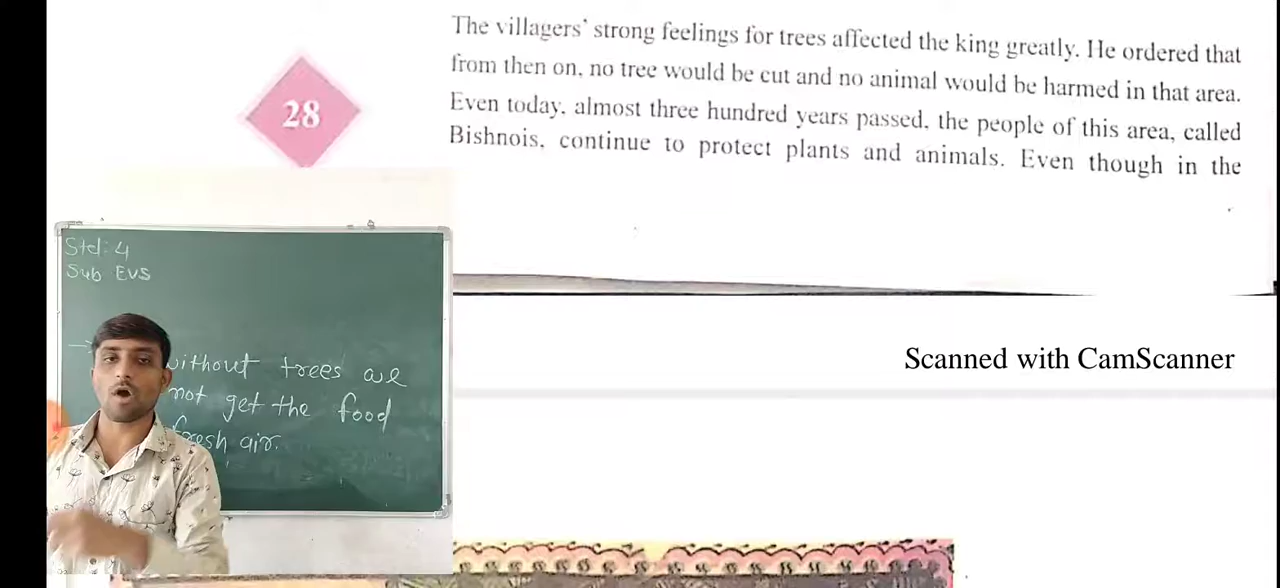 The villagers' strong feelings for trees affected the king greatly. He ordered that
from then on, no tree would be cut and no animal would be harmed in that area.
Even today, almost three hundred years passed, the people of this area, called
Bishnois, continue to protect plants and animals. Even though in the
28
Std: 4
Sub EVS
without trees we
not get the food
fresh air.
Scanned with CamScanner